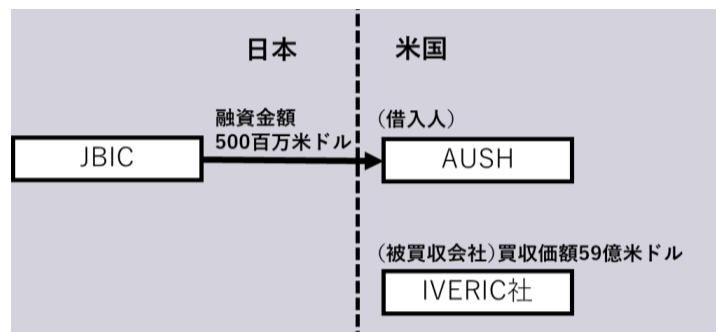 日本
米国
融資金額
500百万米ドル
(借入人)
JBIC
AUSH
(被買収会社)買収価額59億米ドル
IVERIC社